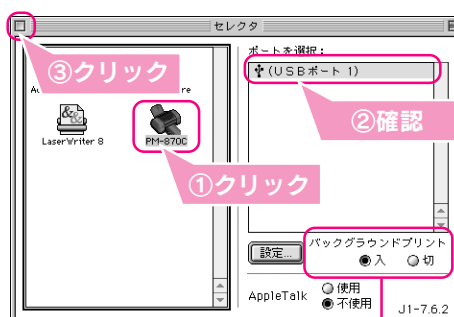 セレクタ
③クリック
ポートを選択:
(USBポート 1)
②確認
LaserWriter 8
PM-870C
①クリック
設定...
バックグラウンドプリント
入 切
AppleTalk
使用
不使用
J1-7.6.2